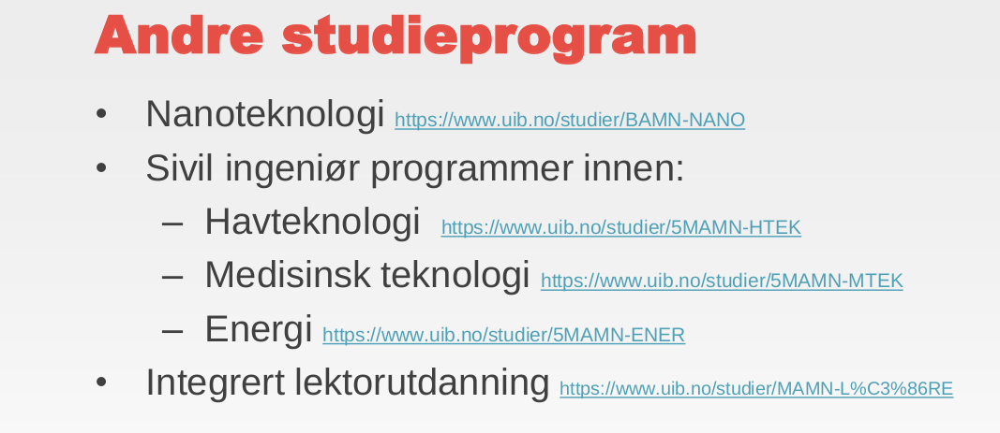 Andre studieprogram
• Nanoteknologi https://www.uib.no/studier/BAMN-NANO
• Sivil ingeniør programmer innen:
– Havteknologi https://www.uib.no/studier/5MAMN-HTEK
– Medisinsk teknologi https://www.uib.no/studier/5MAMN-MTEK
– Energi https://www.uib.no/studier/5MAMN-ENER
• Integrert lektorutdanning https://www.uib.no/studier/MAMN-L%C3%86RE